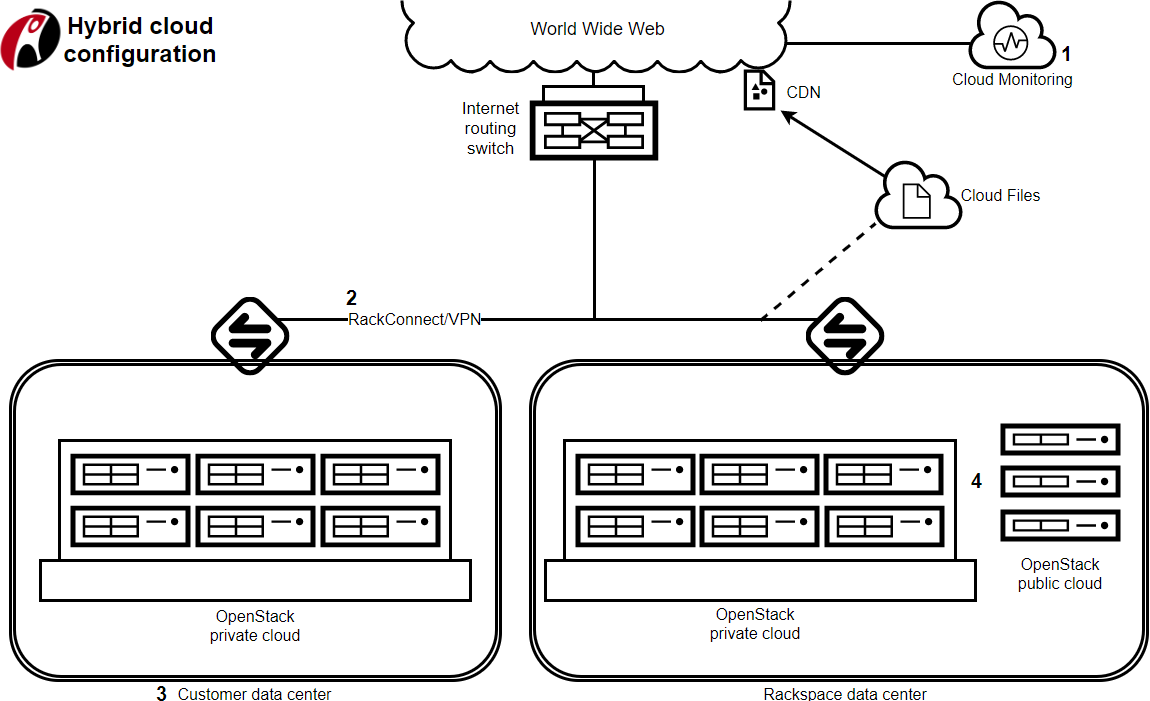 Hybrid cloud
configuration
World Wide Web
1
Cloud Monitoring
CDN
Internet
routing
switch
Cloud Files
2
RackConnect/VPN
4
OpenStack
public cloud
OpenStack
private cloud
OpenStack
private cloud
3 Customer data center
Rackspace data center